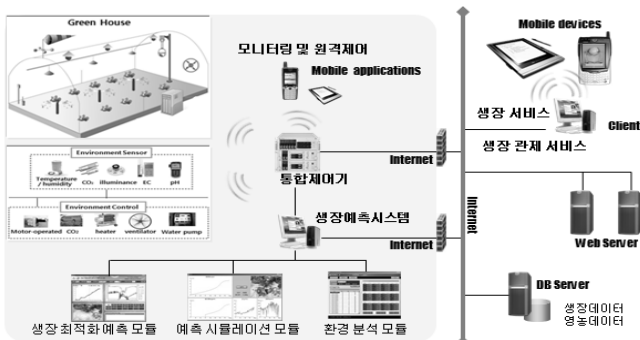 Green House
모니터링 및 원격제어
Mobile applications
Mobile devices
생장 서비스
Client
생장 관제 서비스
Environment Sensor
Temperature / humidity
CO₂
illuminance
EC
pH
Internet
통합제어기
Environment Control
Motor-operated
CO₂
heater
ventilator
Water pump
생장예측시스템
Internet
Internet
Web Server
생장 최적화 예측 모듈
예측 시뮬레이션 모듈
환경 분석 모듈
DB Server
생장데이터
영농데이터